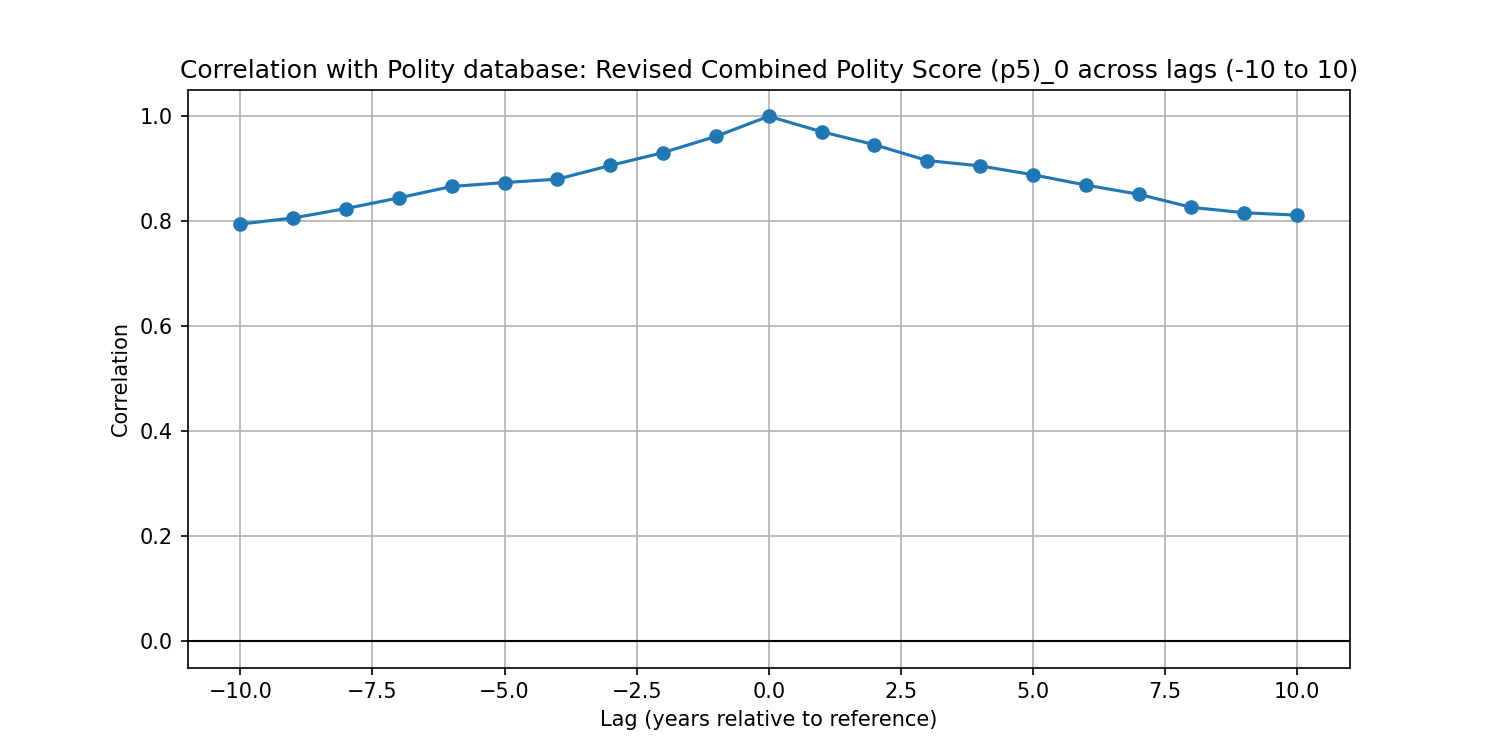 Correlation with Polity database: Revised Combined Polity Score (p5)_0 across lags (-10 to 10)
1.0
0.8
0.6
0.4
0.2
0.0
Correlation
−10.0 −7.5 −5.0 −2.5 0.0 2.5 5.0 7.5 10.0
Lag (years relative to reference)